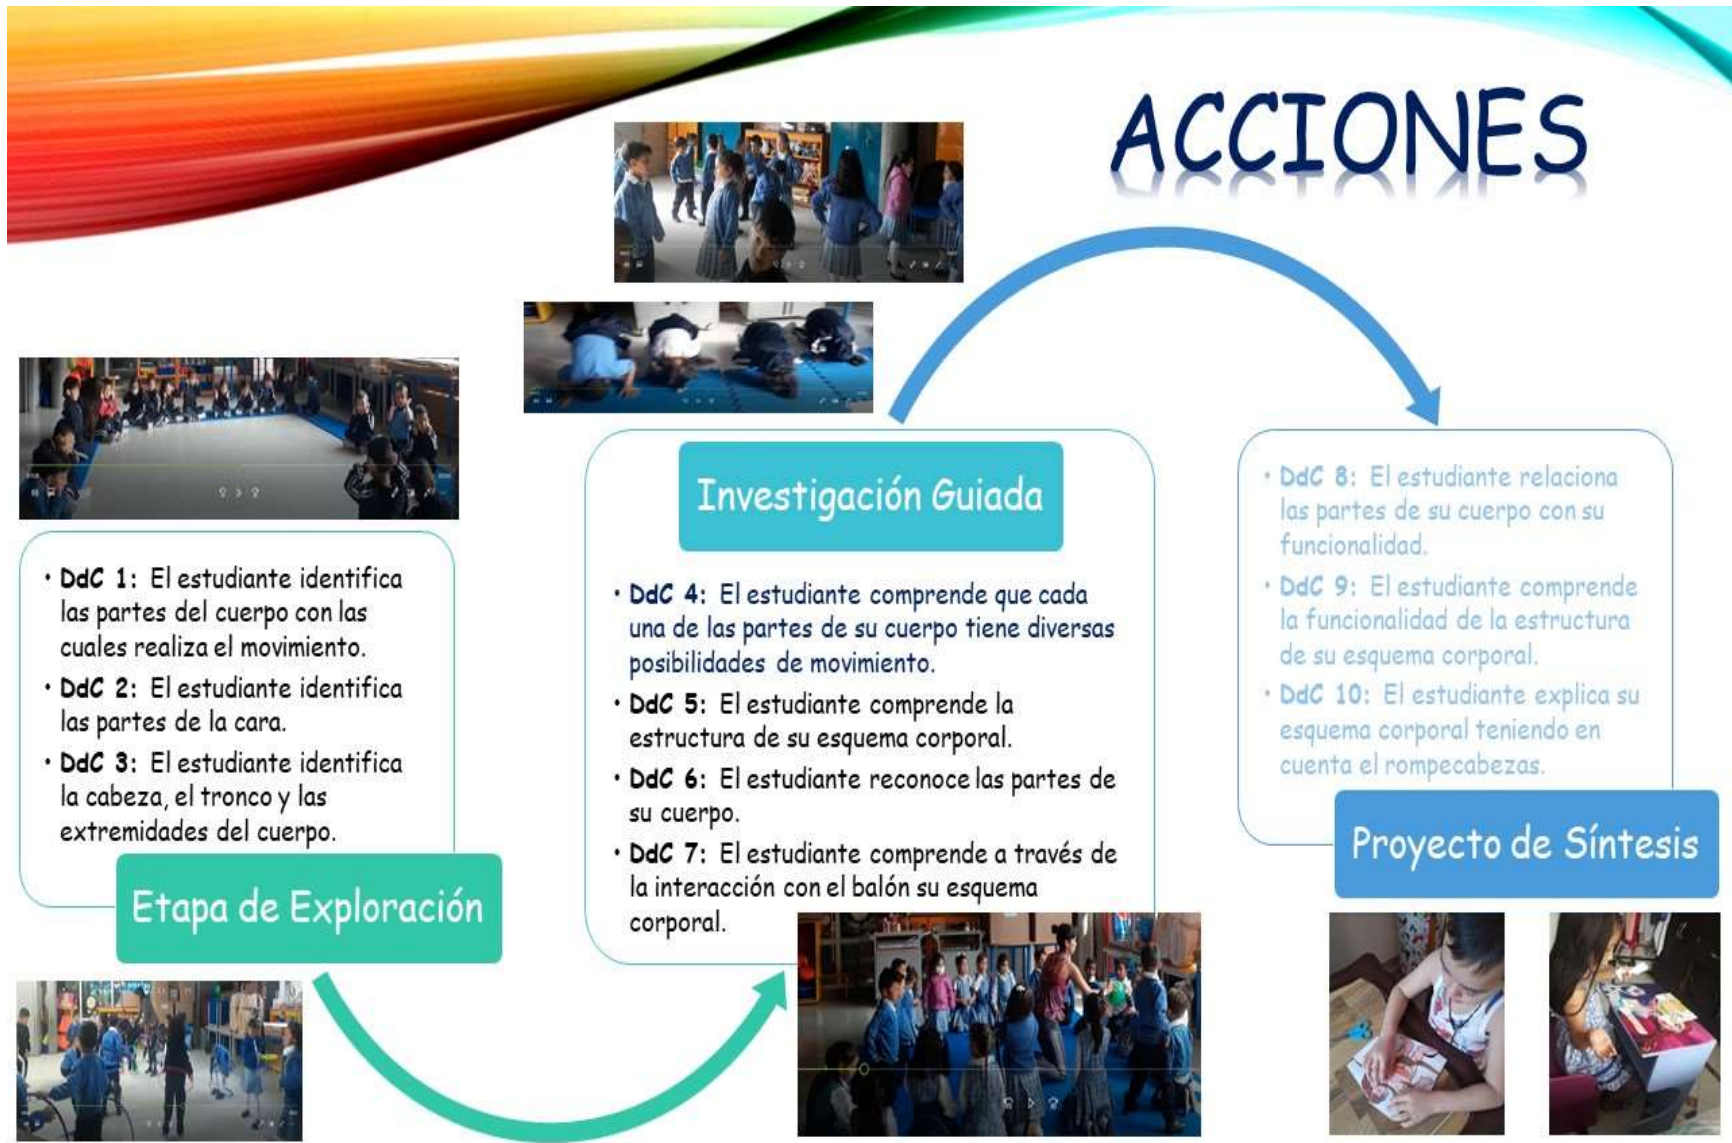 ACCIONES
• DdC 1: El estudiante identifica
las partes del cuerpo con las
cuales realiza el movimiento.
• DdC 2: El estudiante identifica
las partes de la cara.
• DdC 3: El estudiante identifica
la cabeza, el tronco y las
extremidades del cuerpo.
Etapa de Exploración
Investigación Guiada
• DdC 4: El estudiante comprende que cada
una de las partes de su cuerpo tiene diversas
posibilidades de movimiento.
• DdC 5: El estudiante comprende la
estructura de su esquema corporal.
• DdC 6: El estudiante reconoce las partes de
su cuerpo.
• DdC 7: El estudiante comprende a través de
la interacción con el balón su esquema
corporal.
• DdC 8: El estudiante relaciona
las partes de su cuerpo con su
funcionalidad.
• DdC 9: El estudiante comprende
la funcionalidad de la estructura
de su esquema corporal.
• DdC 10: El estudiante explica su
esquema corporal teniendo en
cuenta el rompecabezas.
Proyecto de Síntesis